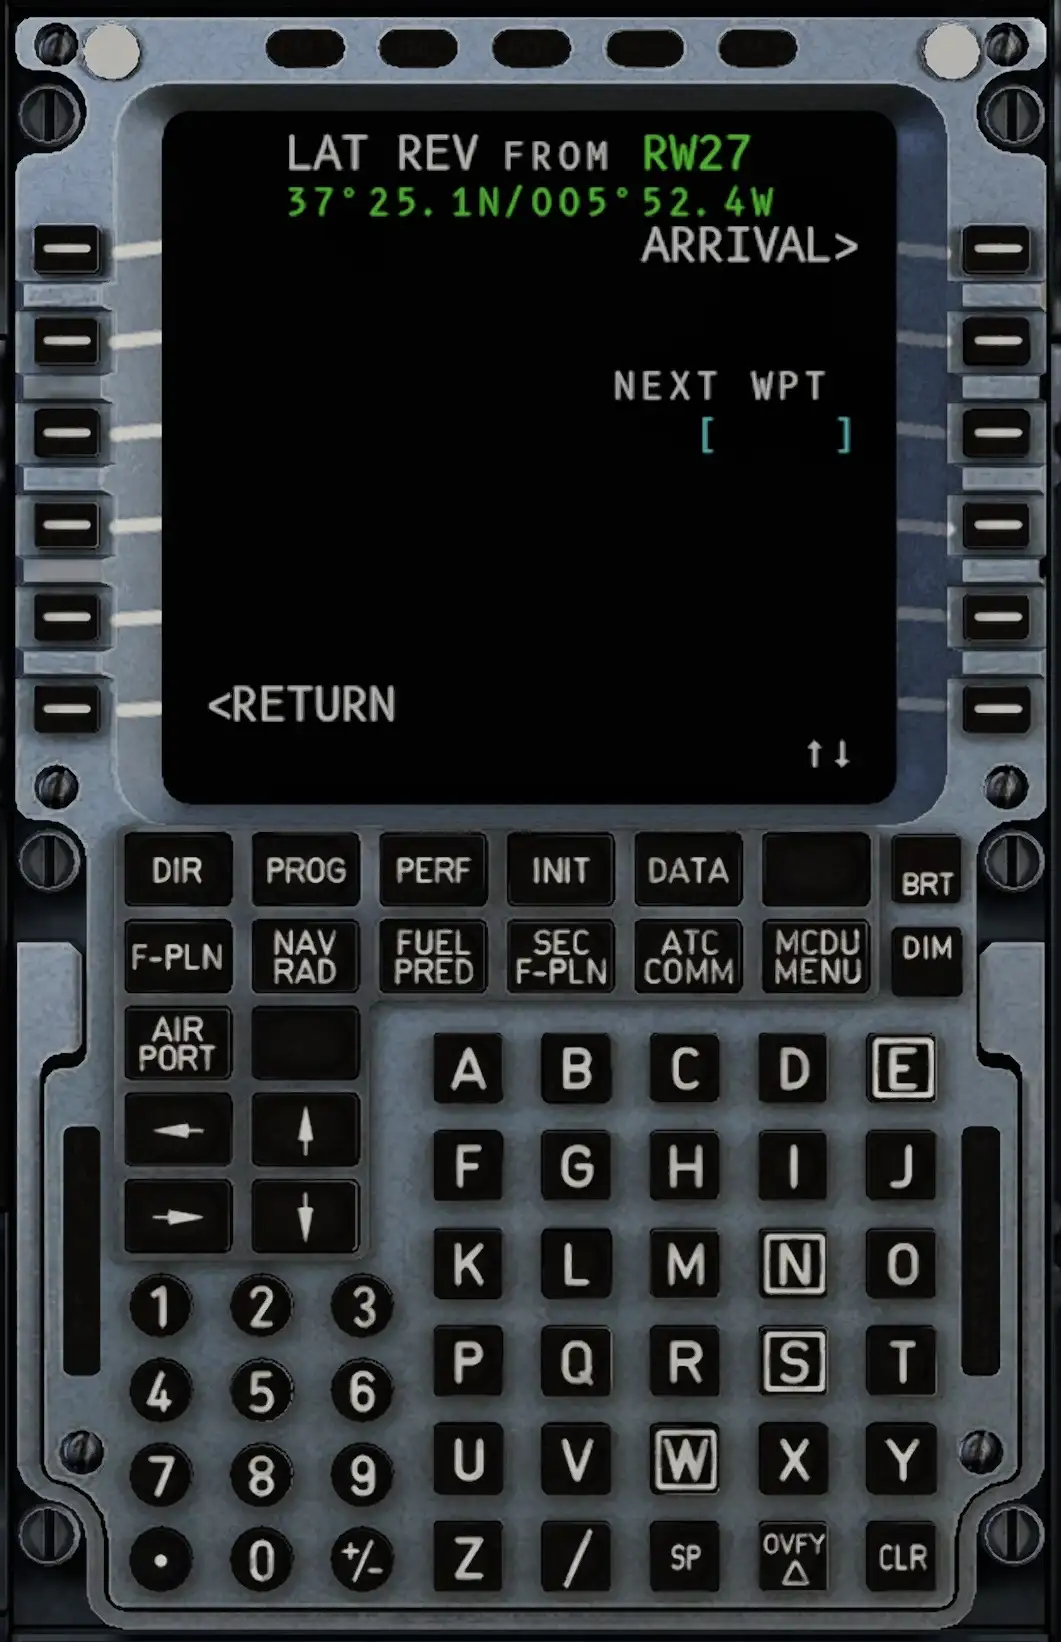 LAT REV FROM RW27
37°25.1N/005°52.4W
ARRIVAL>
NEXT WPT
[ ]
<RETURN
↑↓
DIR PROG PERF INIT DATA BRT
F-PLN NAV RAD FUEL PRED SEC F-PLN ATC COMM MCDU MENU DIM
AIR PORT
← ↑
→ ↓
A B C D E
F G H I J
K L M N O
1 2 3
P Q R S T
4 5 6
U V W X Y
7 8 9
Z / SP OVFY △ CLR
. 0 +/-